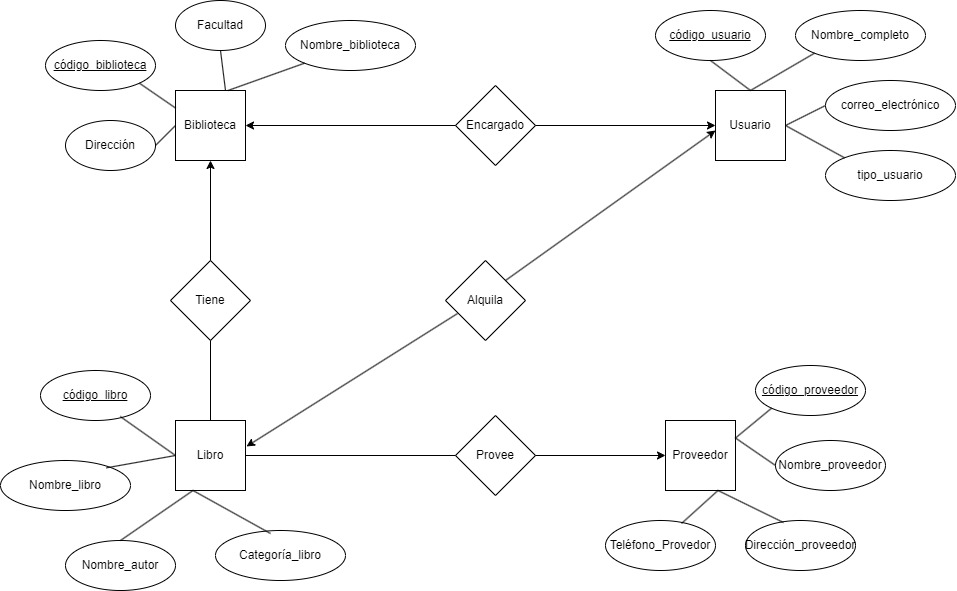 Facultad
Nombre_biblioteca
código_biblioteca
Biblioteca
Dirección
Encargado
código_usuario
Nombre_completo
Usuario
correo_electrónico
tipo_usuario
Tiene
Alquila
código_libro
Libro
Nombre_libro
Nombre_autor
Categoría_libro
Provee
código_proveedor
Proveedor
Nombre_proveedor
Teléfono_Provedor
Dirección_proveedor